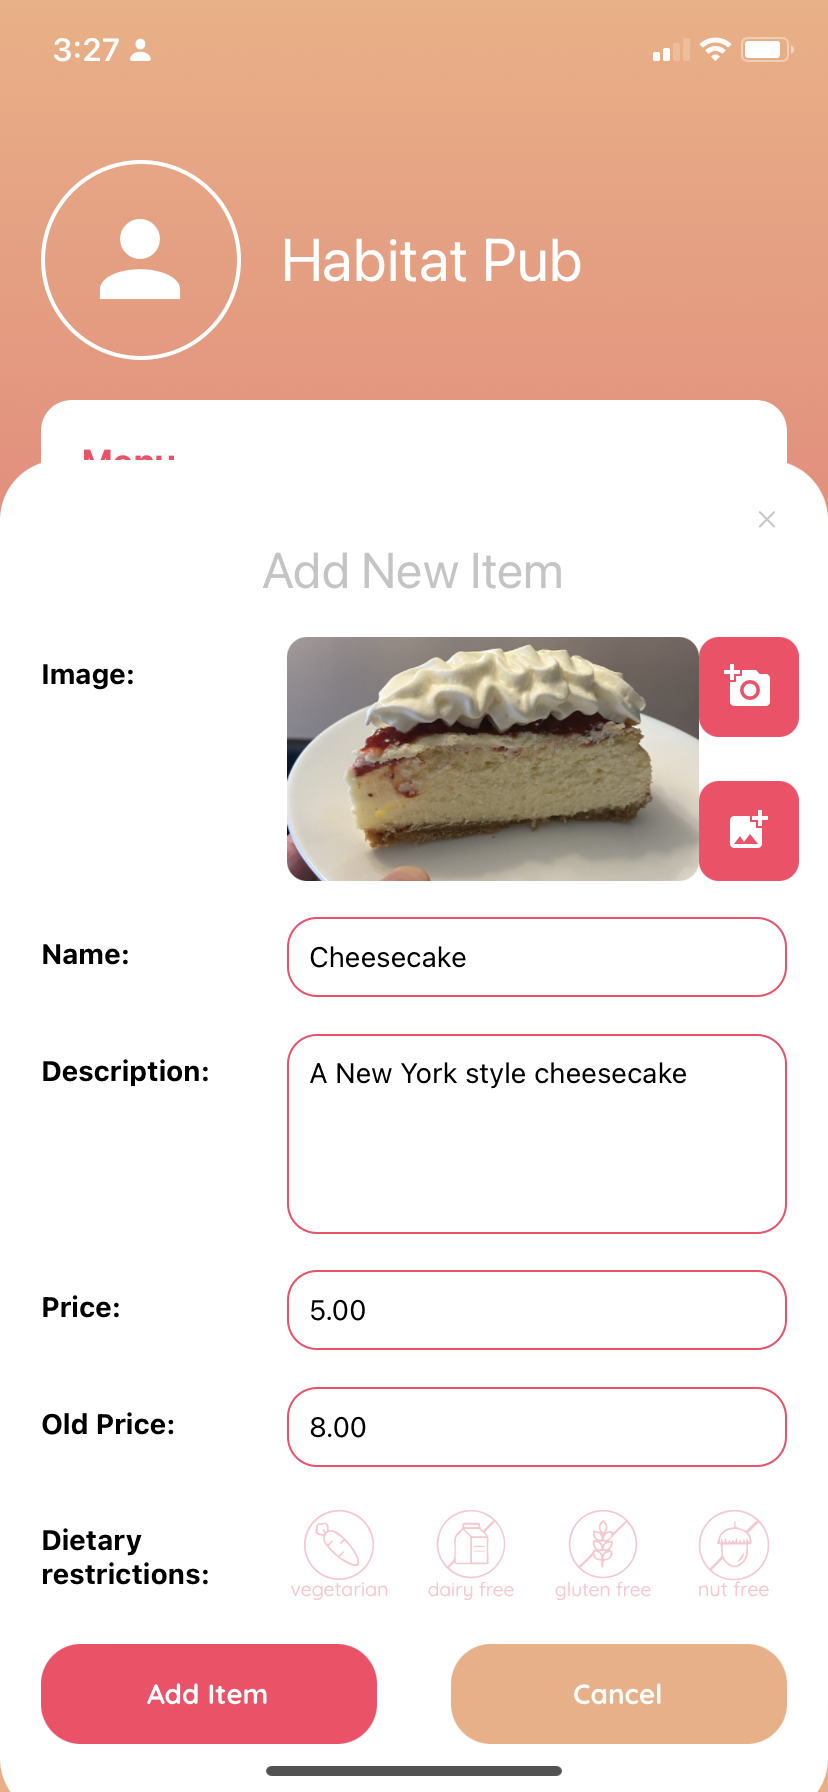 3:27
Habitat Pub
Menu
Add New Item
Image:
Name:
Cheesecake
Description:
A New York style cheesecake
Price:
5.00
Old Price:
8.00
Dietary
restrictions:
vegetarian
dairy free
gluten free
nut free
Add Item
Cancel